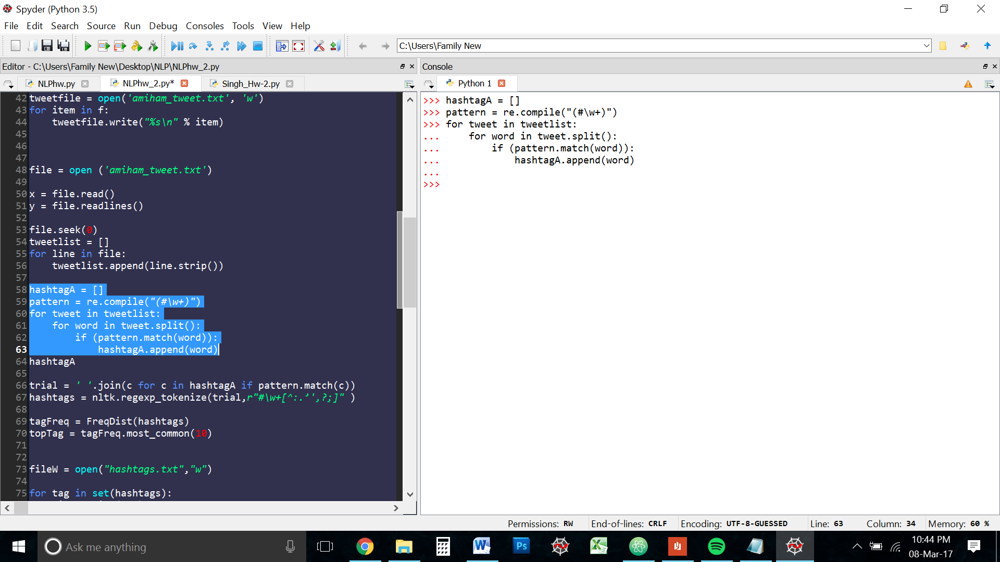 Spyder (Python 3.5)
File Edit Search Source Run Debug Consoles Tools View Help
C:\Users\Family New
Editor - C:\Users\Family New\Desktop\NLP\NLPhw_2.py
Console
NLPhw.py NLPhw_2.py* Singh_Hw-2.py
Python 1
42 tweetfile = open('amiham_tweet.txt', 'w')
43 for item in f:
44     tweetfile.write("%s\n" % item)
45
46
47
48 file = open ('amiham_tweet.txt')
49
50 x = file.read()
51 y = file.readlines()
52
53 file.seek(0)
54 tweetlist = []
55 for line in file:
56     tweetlist.append(line.strip())
57
58 hashtagA = []
59 pattern = re.compile("(#\w+)")
60 for tweet in tweetlist:
61     for word in tweet.split():
62         if (pattern.match(word)):
63             hashtagA.append(word)
64 hashtagA
65
66 trial = ' '.join(c for c in hashtagA if pattern.match(c))
67 hashtags = nltk.regexp_tokenize(trial,r"#\w+[^:.'',?;]" )
68
69 tagFreq = FreqDist(hashtags)
70 topTag = tagFreq.most_common(10)
71
72
73 fileW = open("hashtags.txt","w")
74
75 for tag in set(hashtags):
>>> hashtagA = []
>>> pattern = re.compile("(#\w+)")
>>> for tweet in tweetlist:
...     for word in tweet.split():
...         if (pattern.match(word)):
...             hashtagA.append(word)
...
>>>
Permissions: RW End-of-lines: CRLF Encoding: UTF-8-GUESSED Line: 63 Column: 34 Memory: 60 %
Ask me anything
Ps
10:44 PM
08-Mar-17